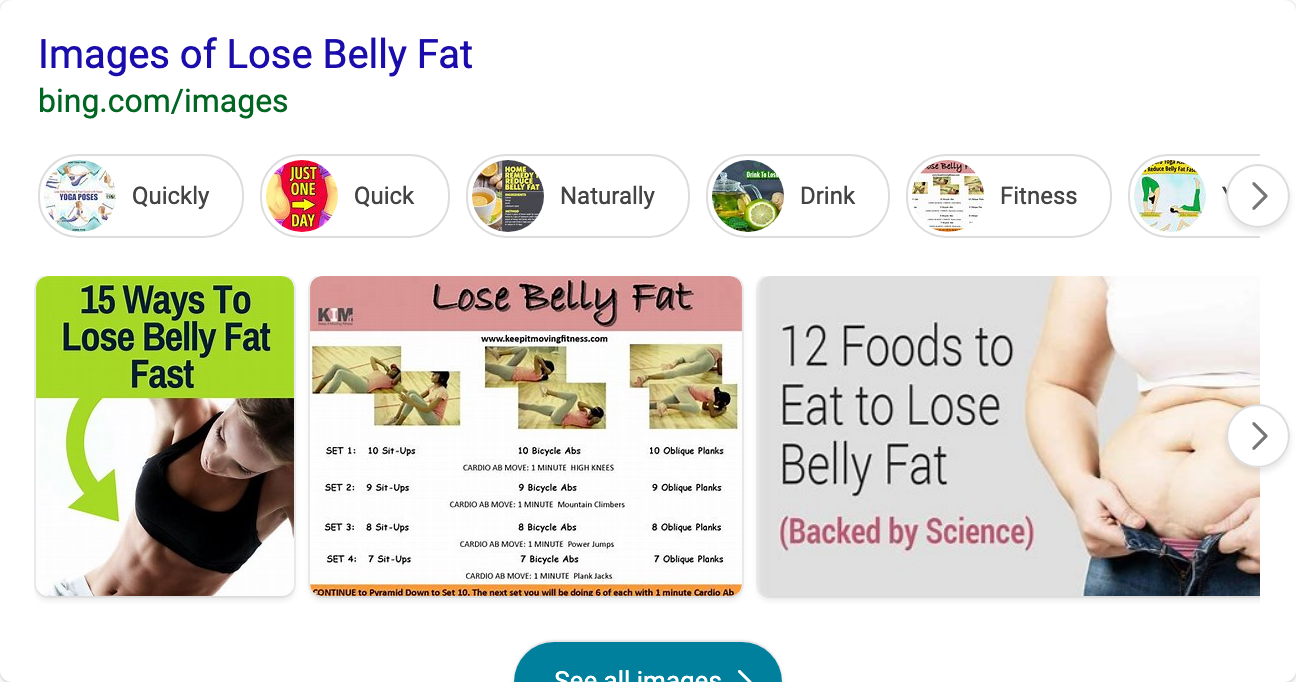 Images of Lose Belly Fat
bing.com/images
YOGA POSES
Quickly
JUST
ONE
DAY
Quick
HOME
REMEDY
REDUCE
BELLY FAT
Naturally
Drink To Lose
Drink
Lose Belly F
Fitness
Reduce Belly Fat Fast
15 Ways To
Lose Belly Fat
Fast
Lose Belly Fat
www.keepitmovingfitness.com
SET 1: 10 Sit-Ups 10 Bicycle Abs 10 Oblique Planks
CARDIO AB MOVE: 1 MINUTE HIGH KNEES
SET 2: 9 Sit-Ups 9 Bicycle Abs 9 Oblique Planks
CARDIO AB MOVE: 1 MINUTE Mountain Climbers
SET 3: 8 Sit-Ups 8 Bicycle Abs 8 Oblique Planks
CARDIO AB MOVE: 1 MINUTE Power Jumps
SET 4: 7 Sit-Ups 7 Bicycle Abs 7 Oblique Planks
CARDIO AB MOVE: 1 MINUTE Plank Jacks
CONTINUE to Pyramid Down to Set 10. The next set you will be doing 6 of each with 1 minute Cardio Ab
12 Foods to
Eat to Lose
Belly Fat
(Backed by Science)
See all images